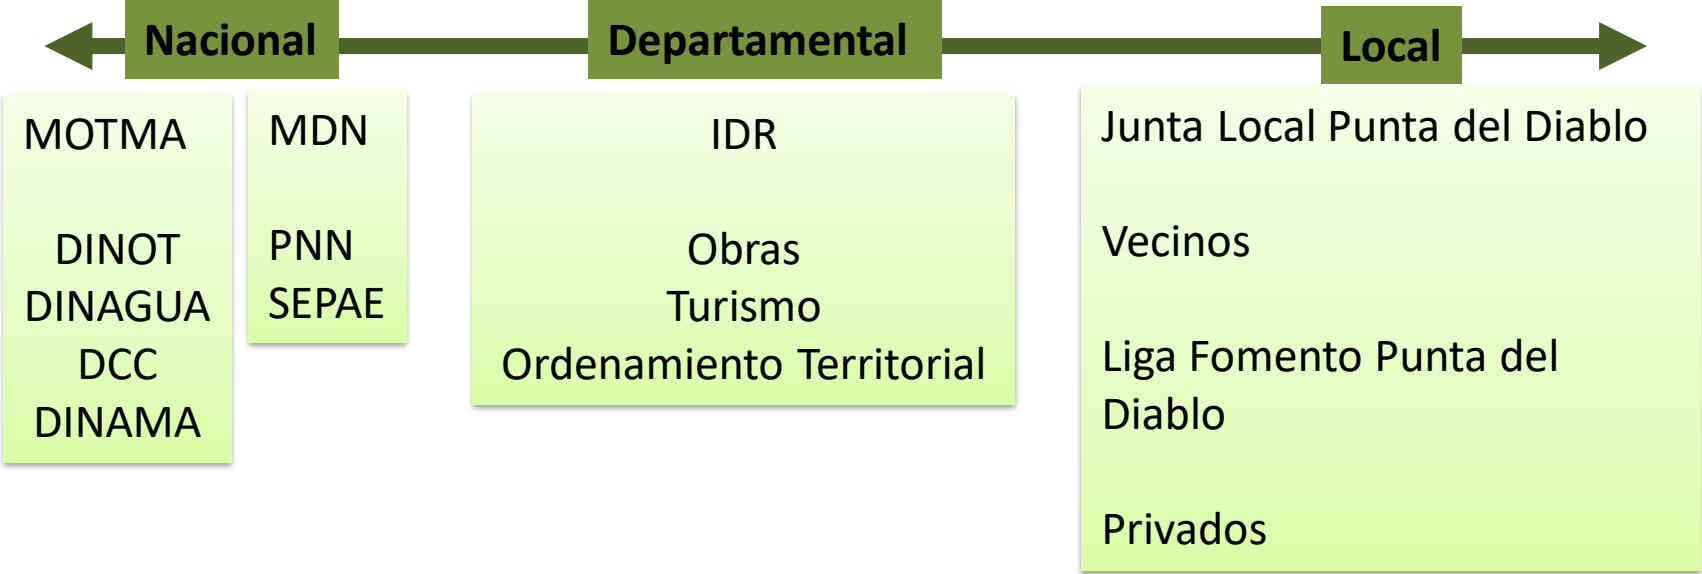 Nacional
Departamental
Local
MOTMA
DINOT
DINAGUA
DCC
DINAMA
MDN
PNN
SEPAE
IDR
Obras
Turismo
Ordenamiento Territorial
Junta Local Punta del Diablo
Vecinos
Liga Fomento Punta del
Diablo
Privados